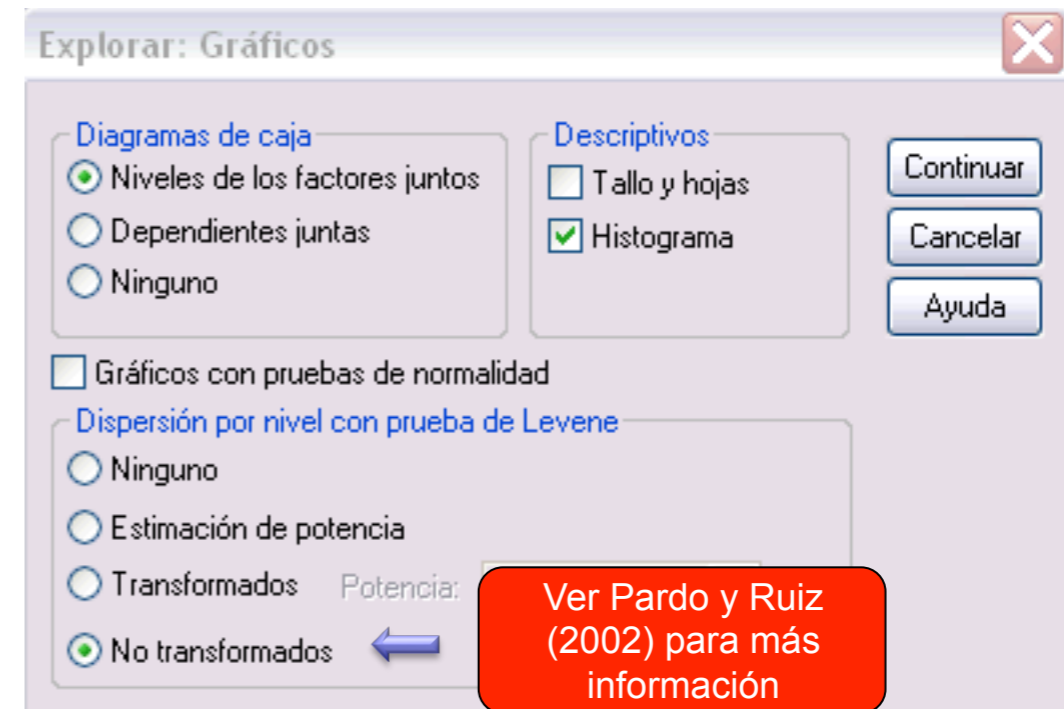 Explorar: Gráficos
Diagramas de caja
Niveles de los factores juntos
Dependientes juntas
Ninguno
Descriptivos
Tallo y hojas
Histograma
Continuar
Cancelar
Ayuda
Gráficos con pruebas de normalidad
Dispersión por nivel con prueba de Levene
Ninguno
Estimación de potencia
Transformados Potencia:
No transformados
Ver Pardo y Ruiz
(2002) para más
información